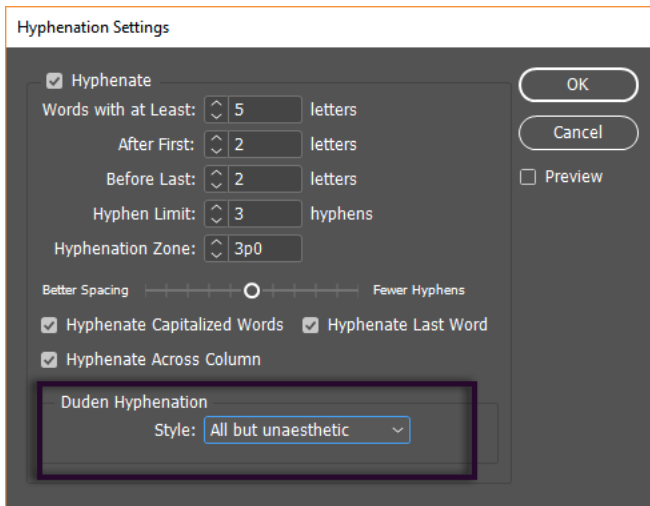 Hyphenation Settings
Hyphenate
Words with at Least: 5 letters
After First: 2 letters
Before Last: 2 letters
Hyphen Limit: 3 hyphens
Hyphenation Zone: 3p0
Better Spacing Fewer Hyphens
Hyphenate Capitalized Words Hyphenate Last Word
Hyphenate Across Column
Duden Hyphenation
Style: All but unaesthetic
OK
Cancel
Preview